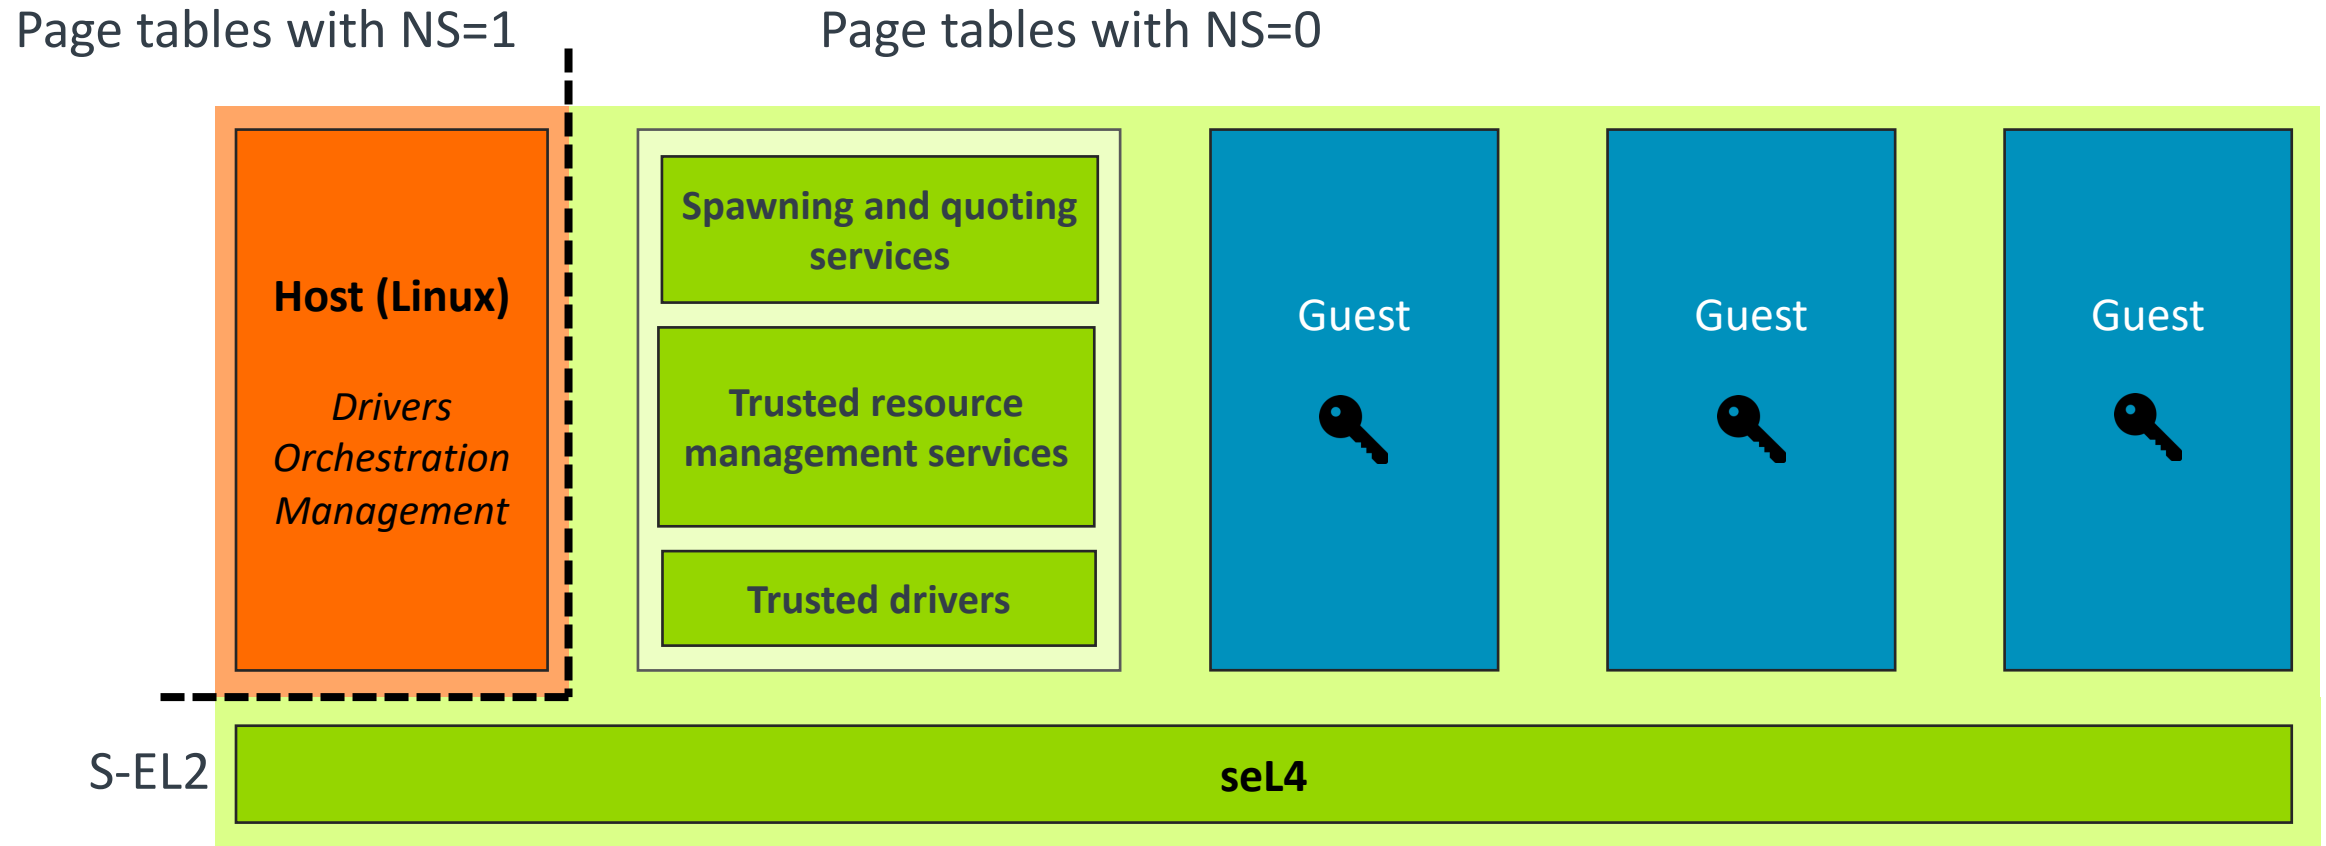 Page tables with NS=1
Page tables with NS=0
Host (Linux)
Drivers
Orchestration
Management
Spawning and quoting
services
Trusted resource
management services
Trusted drivers
Guest
Guest
Guest
S-EL2
seL4